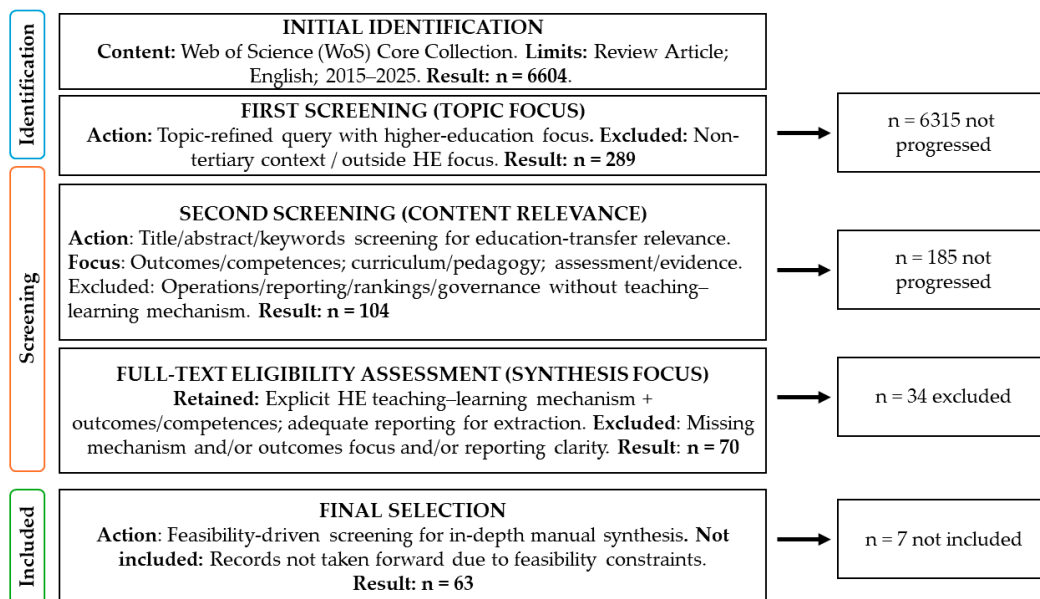 Identification
INITIAL IDENTIFICATION
Content: Web of Science (WoS) Core Collection. Limits: Review Article;
English; 2015–2025. Result: n = 6604.
FIRST SCREENING (TOPIC FOCUS)
Action: Topic-refined query with higher-education focus. Excluded: Non-
tertiary context / outside HE focus. Result: n = 289
n = 6315 not
progressed
Screening
SECOND SCREENING (CONTENT RELEVANCE)
Action: Title/abstract/keywords screening for education-transfer relevance.
Focus: Outcomes/competences; curriculum/pedagogy; assessment/evidence.
Excluded: Operations/reporting/rankings/governance without teaching–
learning mechanism. Result: n = 104
n = 185 not
progressed
FULL-TEXT ELIGIBILITY ASSESSMENT (SYNTHESIS FOCUS)
Retained: Explicit HE teaching–learning mechanism +
outcomes/competences; adequate reporting for extraction. Excluded: Missing
mechanism and/or outcomes focus and/or reporting clarity. Result: n = 70
n = 34 excluded
Included
FINAL SELECTION
Action: Feasibility-driven screening for in-depth manual synthesis. Not
included: Records not taken forward due to feasibility constraints.
Result: n = 63
n = 7 not included